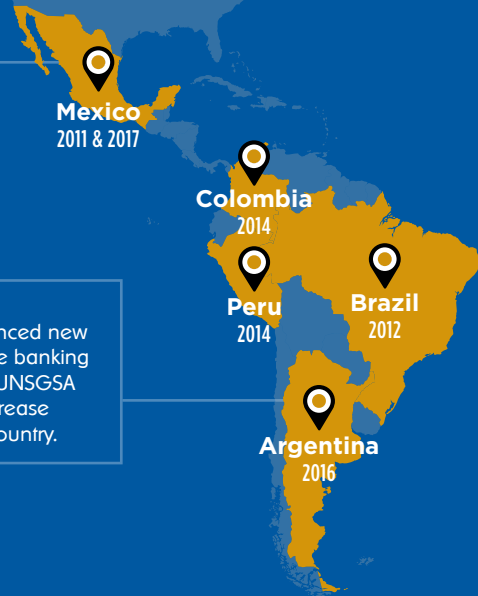 Mexico
2011 & 2017
Colombia
2014
Peru
2014
Brazil
2012
nced new
e banking
UNSGSA
rease
ountry.
Argentina
2016